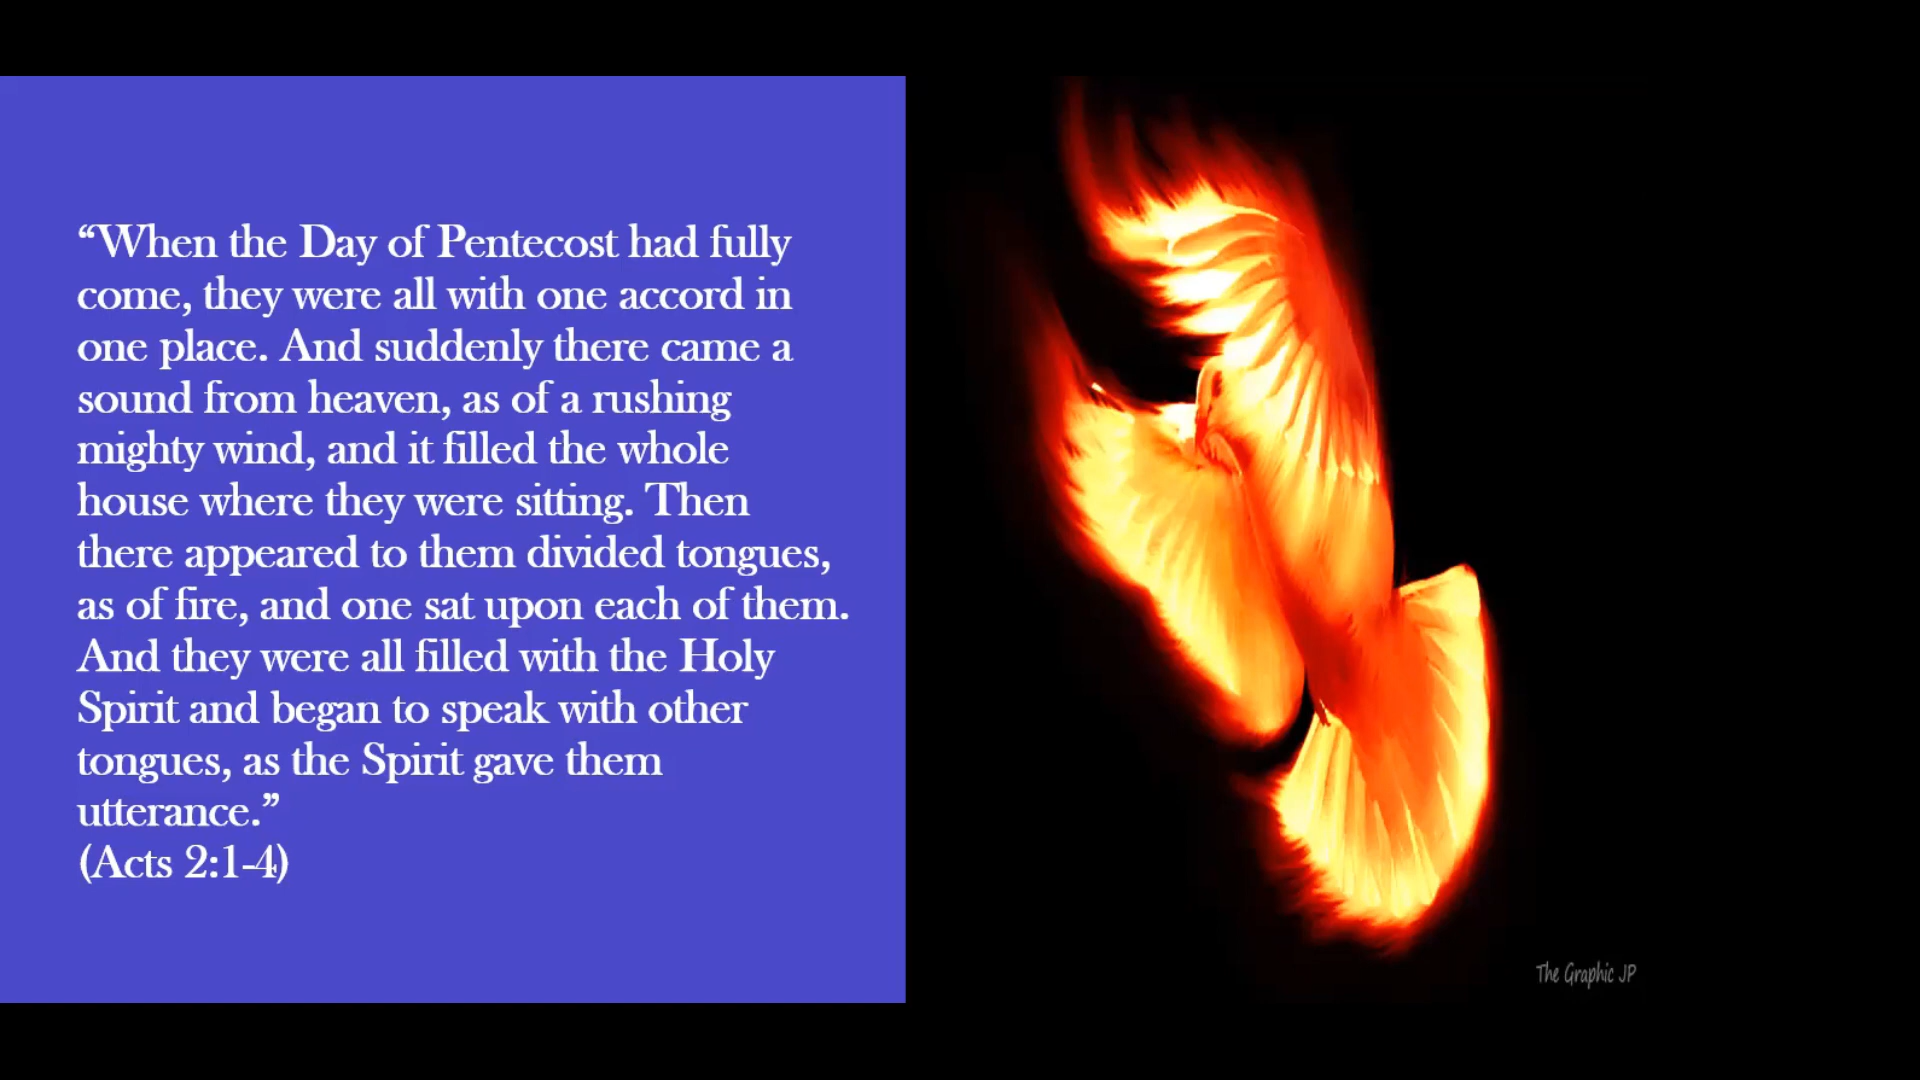 “When the Day of Pentecost had fully
come, they were all with one accord in
one place. And suddenly there came a
sound from heaven, as of a rushing
mighty wind, and it filled the whole
house where they were sitting. Then
there appeared to them divided tongues,
as of fire, and one sat upon each of them.
And they were all filled with the Holy
Spirit and began to speak with other
tongues, as the Spirit gave them
utterance.”
(Acts 2:1-4)
The Graphic JP